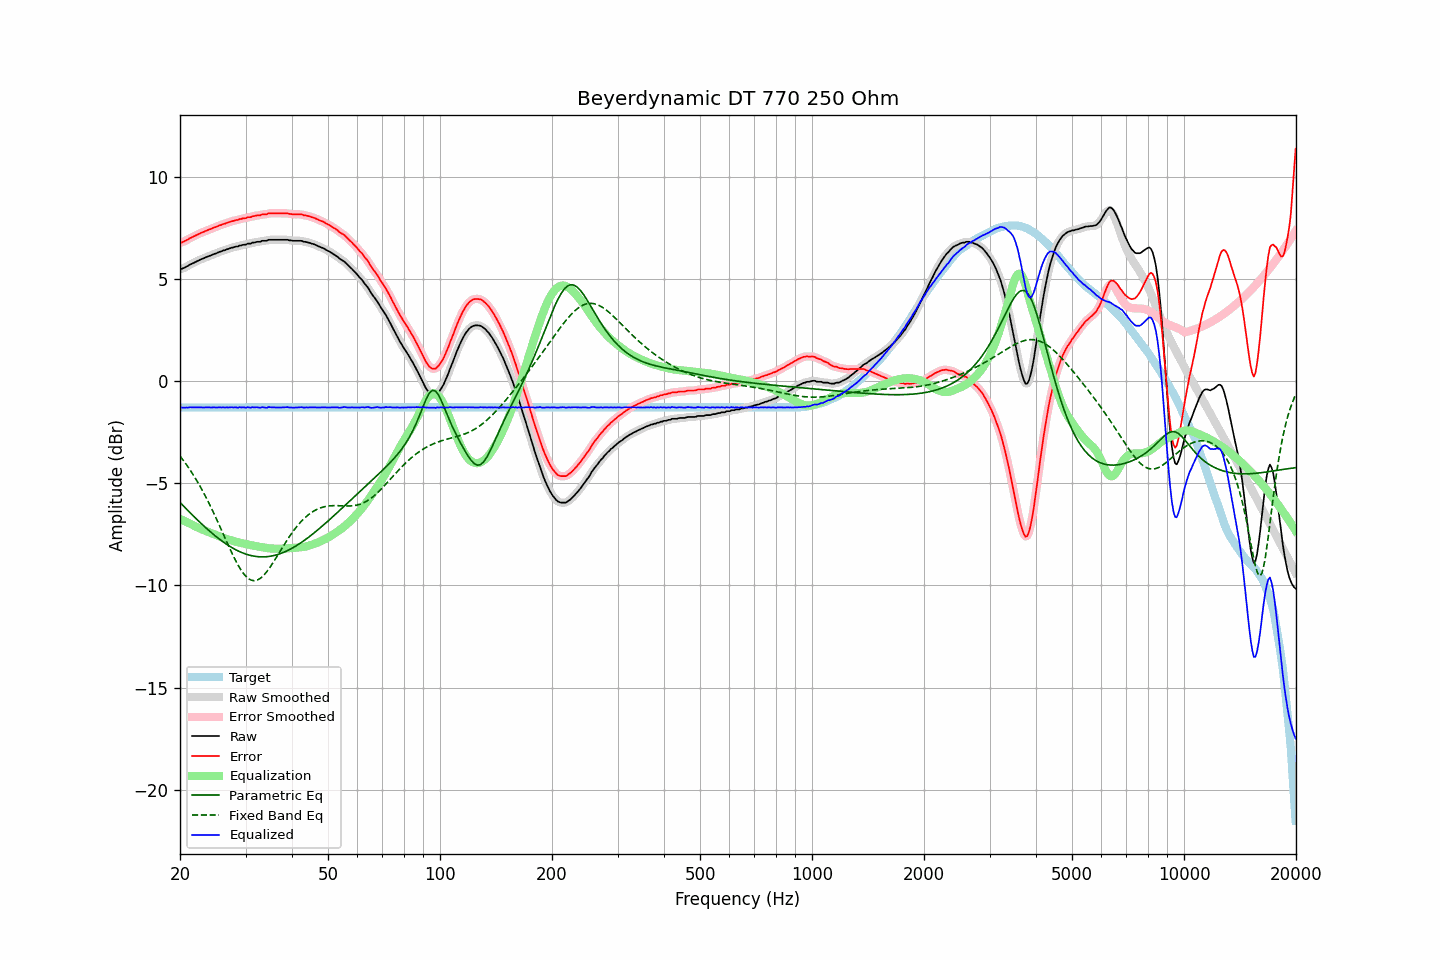 Beyerdynamic DT 770 250 Ohm
Amplitude (dBr)
10
5
0
−5
−10
−15
−20
Target
Raw Smoothed
Error Smoothed
Raw
Error
Equalization
Parametric Eq
Fixed Band Eq
Equalized
20 50 100 200 500 1000 2000 5000 10000 20000
Frequency (Hz)